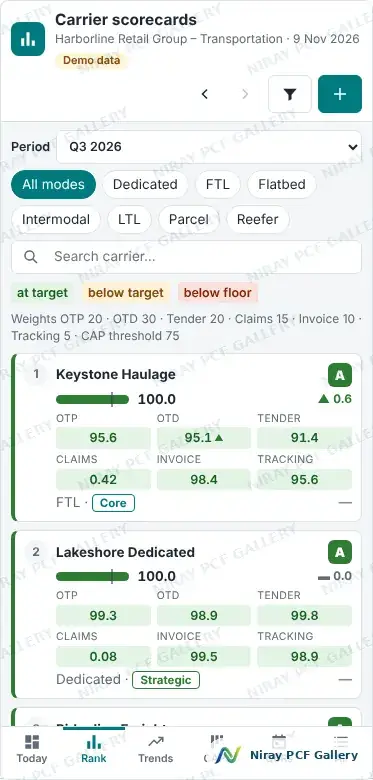 Carrier scorecards
Harborline Retail Group – Transportation · 9 Nov 2026
Demo data
Period Q3 2026
All modes Dedicated FTL Flatbed
Intermodal LTL Parcel Reefer
Search carrier...
at target below target below floor
Weights OTP 20 · OTD 30 · Tender 20 · Claims 15 · Invoice 10 ·
Tracking 5 · CAP threshold 75
1 Keystone Haulage A
100.0 ▲ 0.6
OTP OTD TENDER
95.6 95.1 ▲ 91.4
CLAIMS INVOICE TRACKING
0.42 98.4 95.6
FTL · Core —
2 Lakeshore Dedicated A
100.0 ▬ 0.0
OTP OTD TENDER
99.3 98.9 99.8
CLAIMS INVOICE TRACKING
0.08 99.5 98.9
Dedicated · Strategic —
Today Rank Trends
Niray PCF Gallery
NIRAY PCF GALLERY